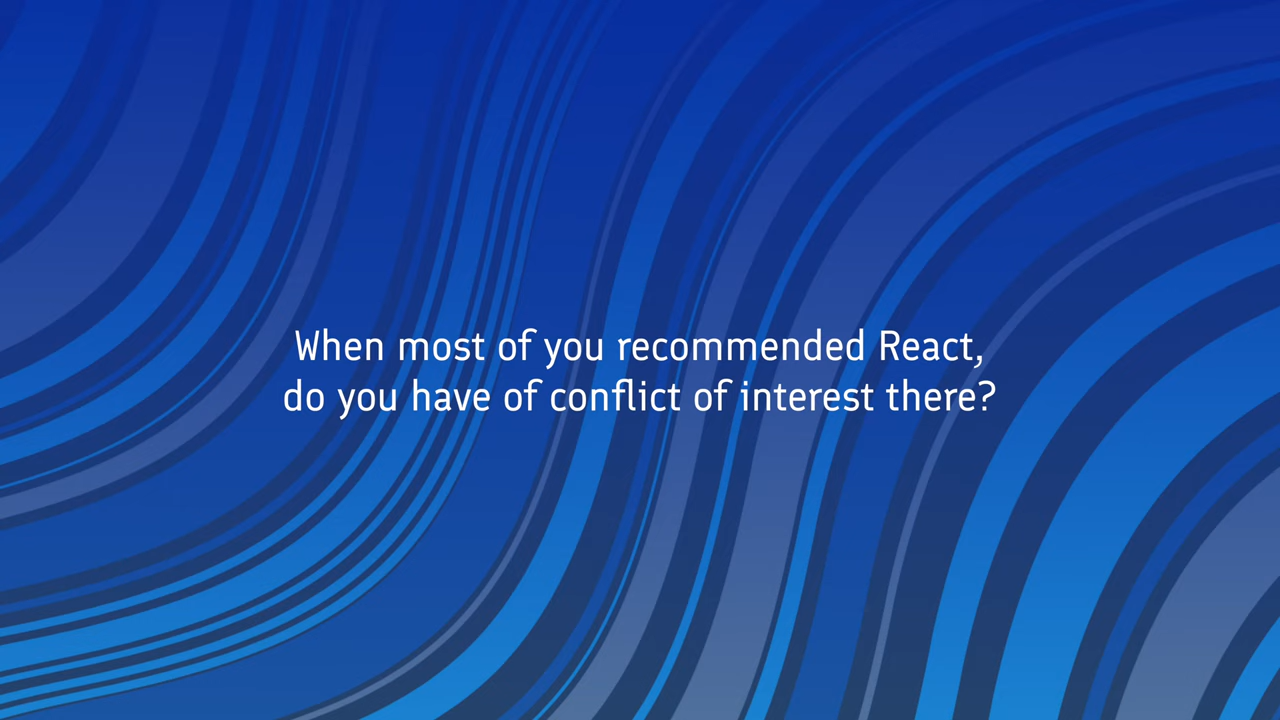 When most of you recommended React,
do you have of conflict of interest there?